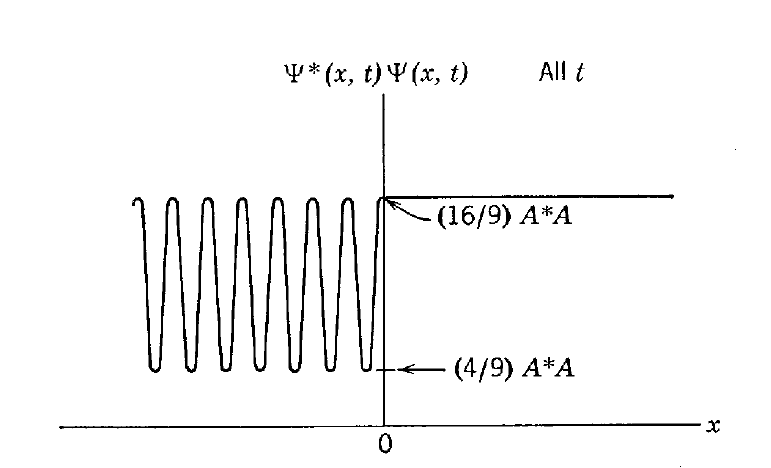 Ψ*(x, t) Ψ(x, t) All t
(16/9) A*A
(4/9) A*A
x
0